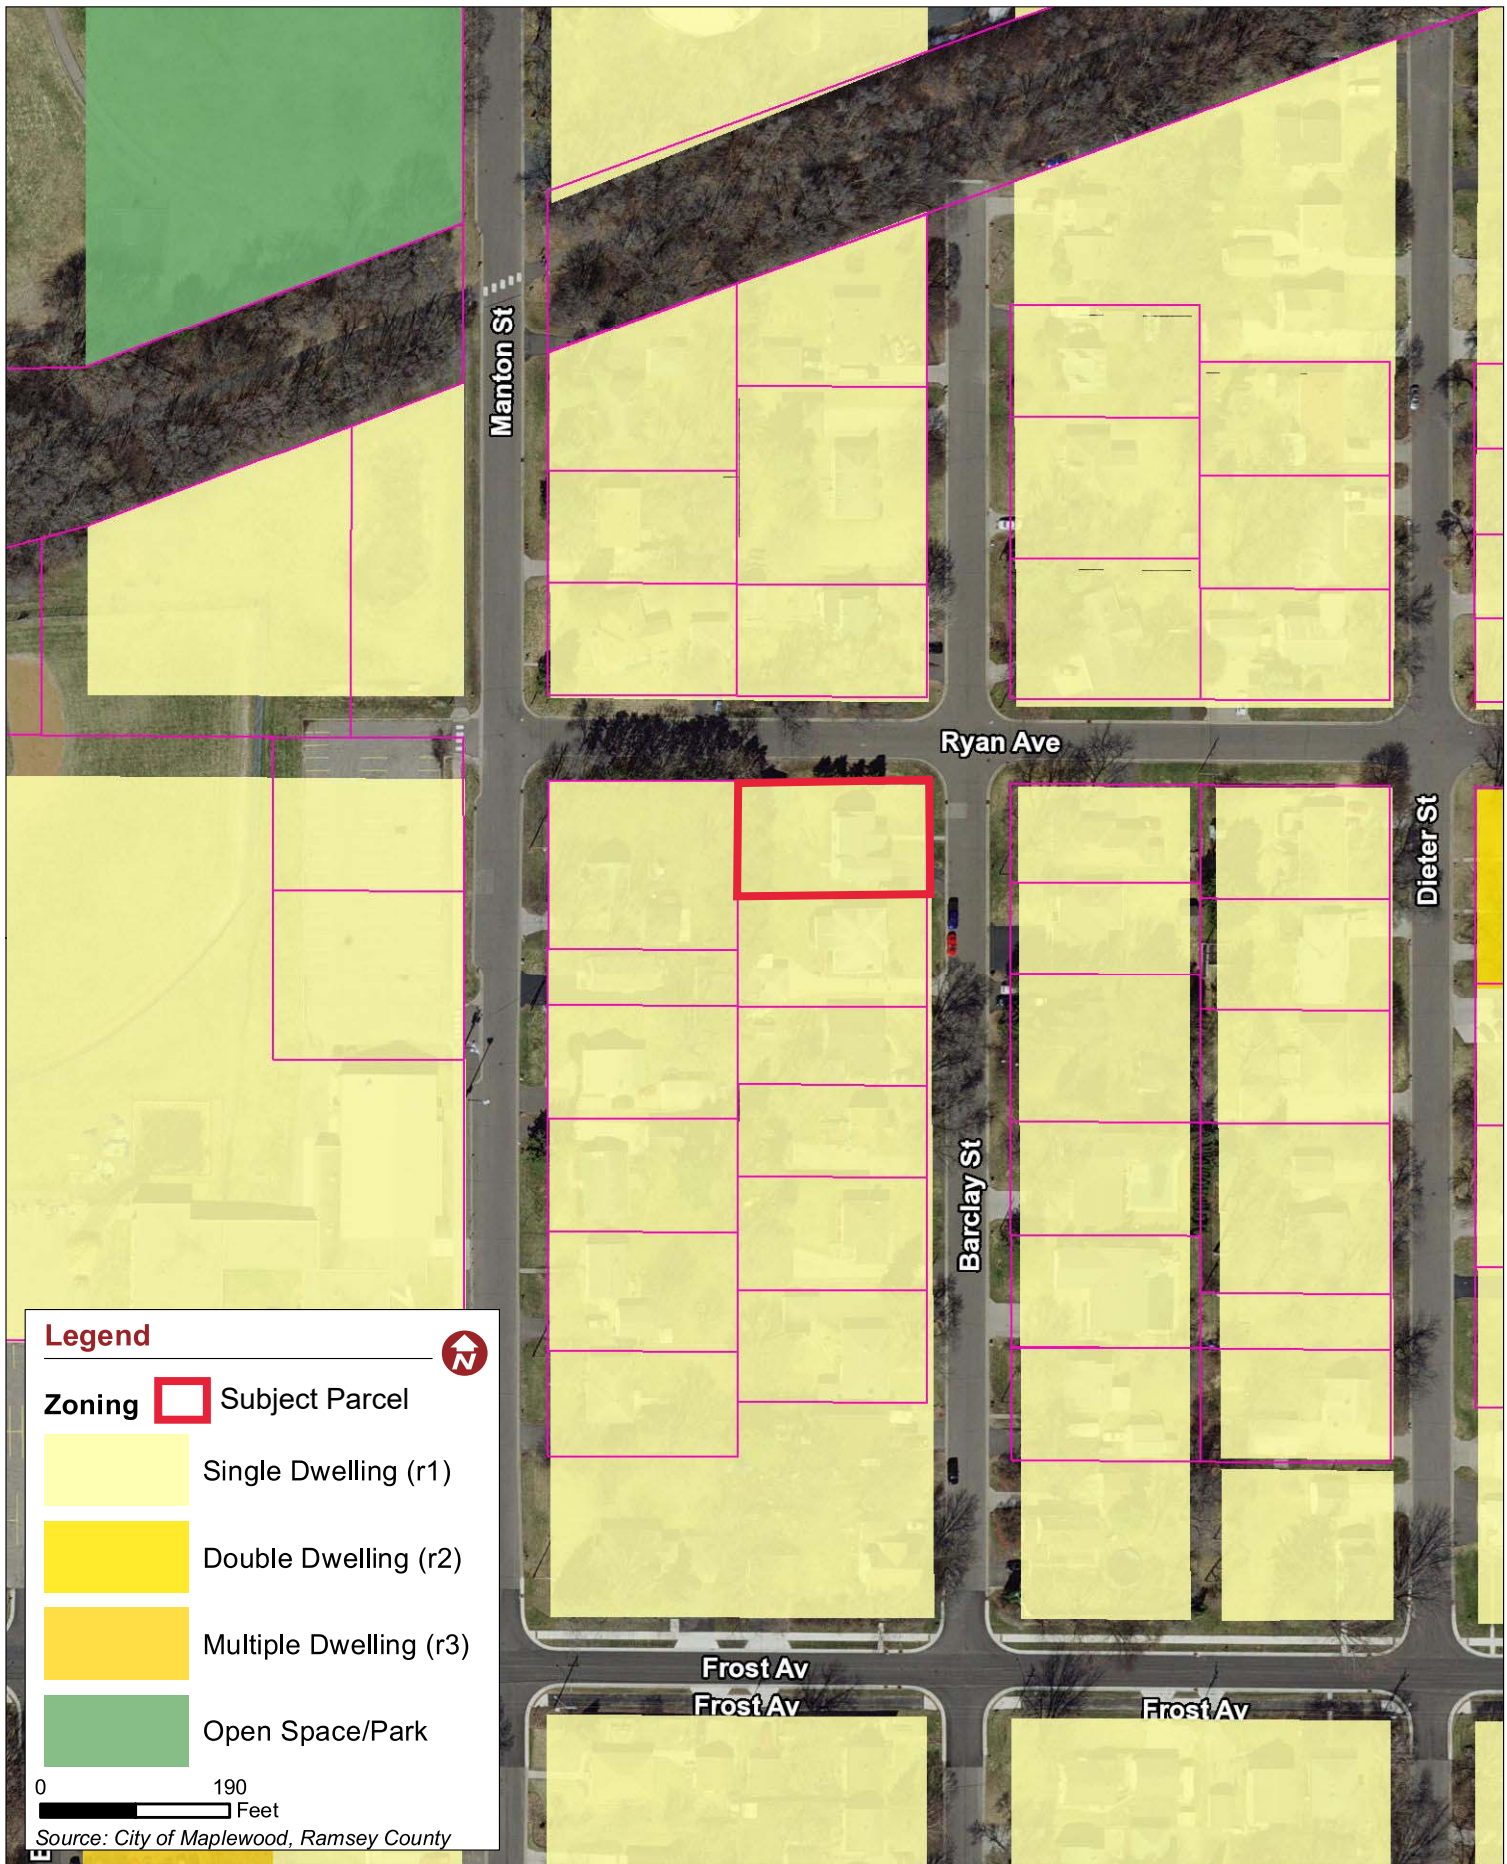 Manton St
Ryan Ave
Dieter St
Barclay St
Legend
N
Zoning
Subject Parcel
Single Dwelling (r1)
Double Dwelling (r2)
Multiple Dwelling (r3)
Open Space/Park
0 190
Feet
Source: City of Maplewood, Ramsey County
Frost Av
Frost Av
Frost Av